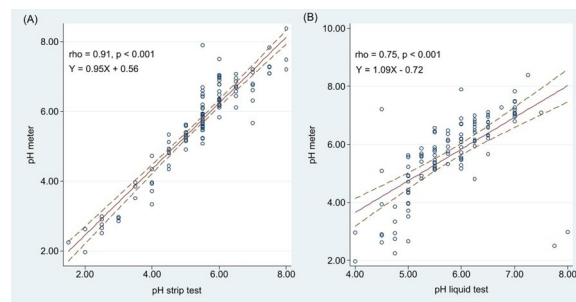 (A)
rho = 0.91, p < 0.001
Y = 0.95X + 0.56
pH meter
8.00
6.00
4.00
2.00
2.00 4.00 6.00 8.00
pH strip test
(B)
rho = 0.75, p < 0.001
Y = 1.09X - 0.72
pH meter
10.00
8.00
6.00
4.00
2.00
4.00 5.00 6.00 7.00 8.00
pH liquid test